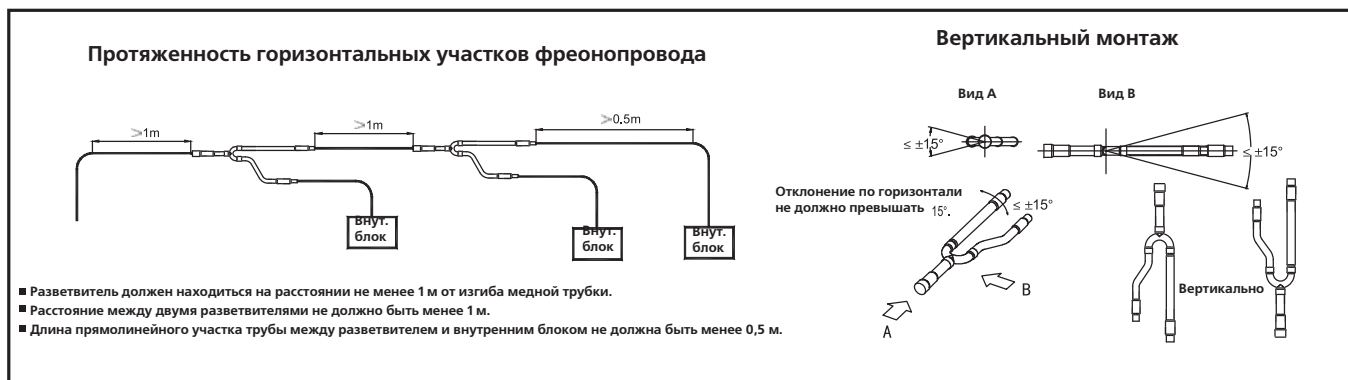 Протяженность горизонтальных участков фреонопровода
>1m
>1m
>0.5m
Внут.
блок
Внут.
блок
Внут.
блок
■ Разветвитель должен находиться на расстоянии не менее 1 м от изгиба медной трубки.
■ Расстояние между двумя разветвителями не должно быть менее 1 м.
■ Длина прямолинейного участка трубы между разветвителем и внутренним блоком не должна быть менее 0,5 м.
Вертикальный монтаж
Вид А
Вид В
≤ ±15°
≤ ±15°
Отклонение по горизонтали
не должно превышать 15°.
≤ ±15°
B
A
Вертикально